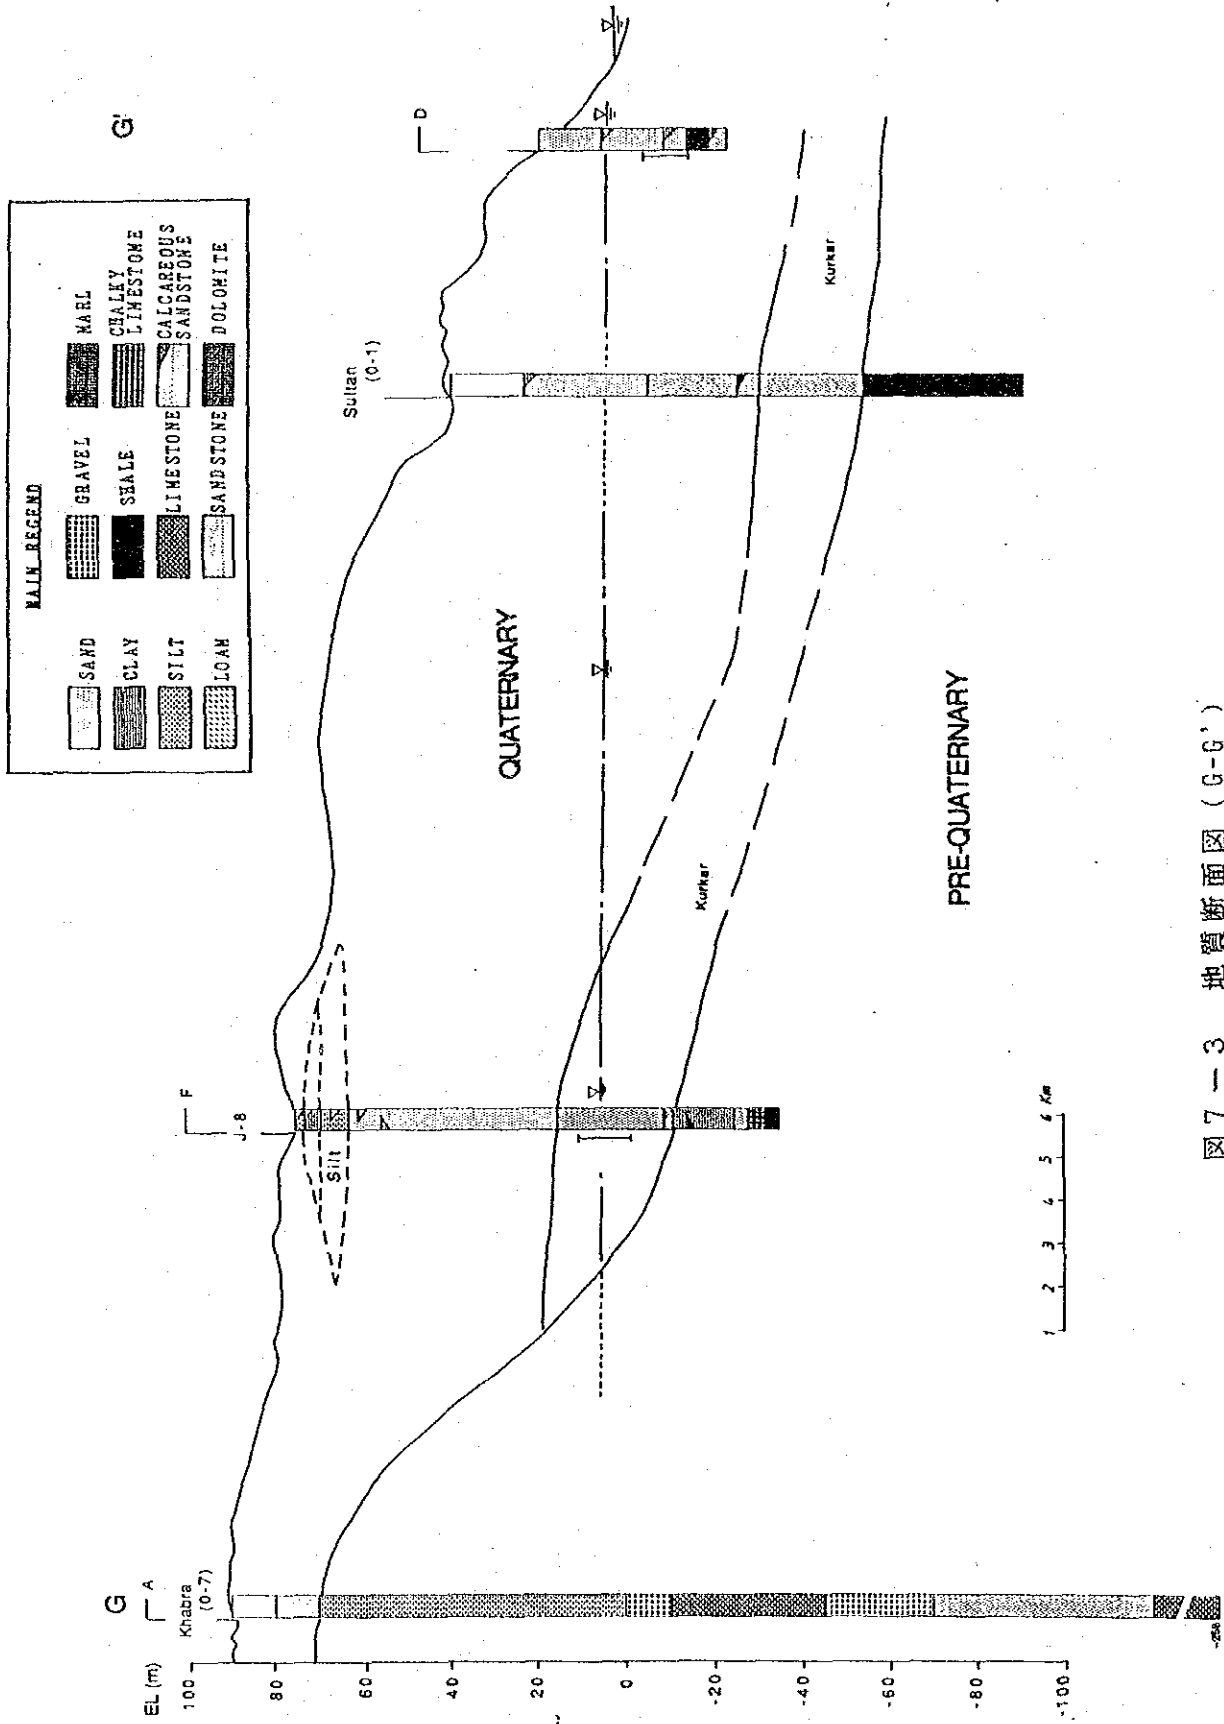 G'
MAIN REGEND
SAND
GRAVEL
MARL
CLAY
SHALE
CHALKY
LIMESTONE
SILT
LIMESTONE
CALCAREOUS
SANDSTONE
LOAM
SANDSTONE
DOLOMITE
G
A
Khabra
(0-7)
F
J-8
Sultan
(0-1)
D
EL (m)
100
80
60
40
20
0
-20
-40
-60
-80
-100
Silt
QUATERNARY
Kurkar
Kurkar
PRE-QUATERNARY
1 2 3 4 5 6 Km
-258
図7-3 地質断面図 (G-G')